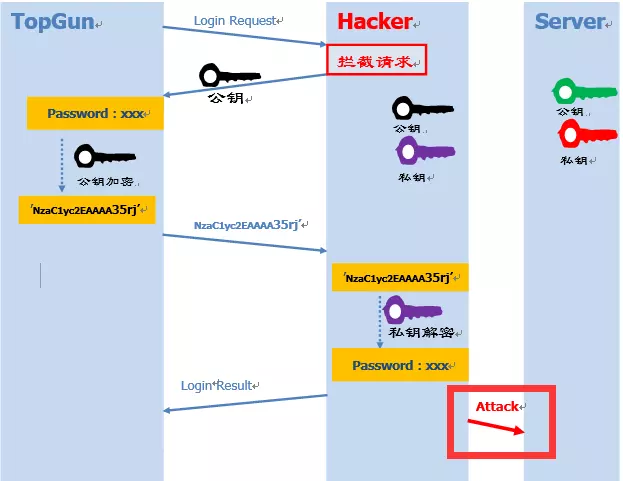 TopGun
Hacker
Server
Login Request
拦截请求
公钥
公钥
公钥
私钥
私钥
Password : xxx
公钥加密
'NzaC1yc2EAAAA35rj'
NzaC1yc2EAAAA35rj'
'NzaC1yc2EAAAA35rj'
私钥解密
Password: xxx
Login Result
Attack